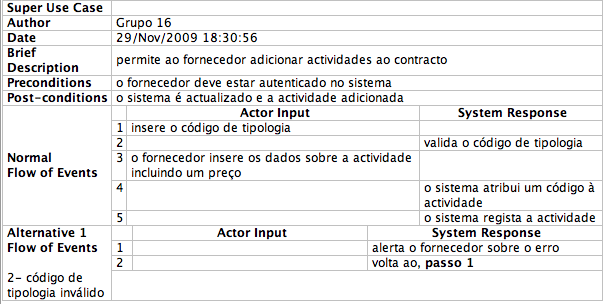 Super Use Case
Author Grupo 16
Date 29/Nov/2009 18:30:56
Brief
Description permite ao fornecedor adicionar actividades ao contracto
Preconditions o fornecedor deve estar autenticado no sistema
Post-conditions o sistema é actualizado e a actividade adicionada
Normal
Flow of Events
Actor Input System Response
1 insere o código de tipologia
2 valida o código de tipologia
3 o fornecedor insere os dados sobre a actividade
incluindo um preço
4 o sistema atribui um código à
actividade
5 o sistema regista a actividade
Alternative 1
Flow of Events
2- código de
tipologia inválido
Actor Input System Response
1 alerta o fornecedor sobre o erro
2 volta ao, passo 1